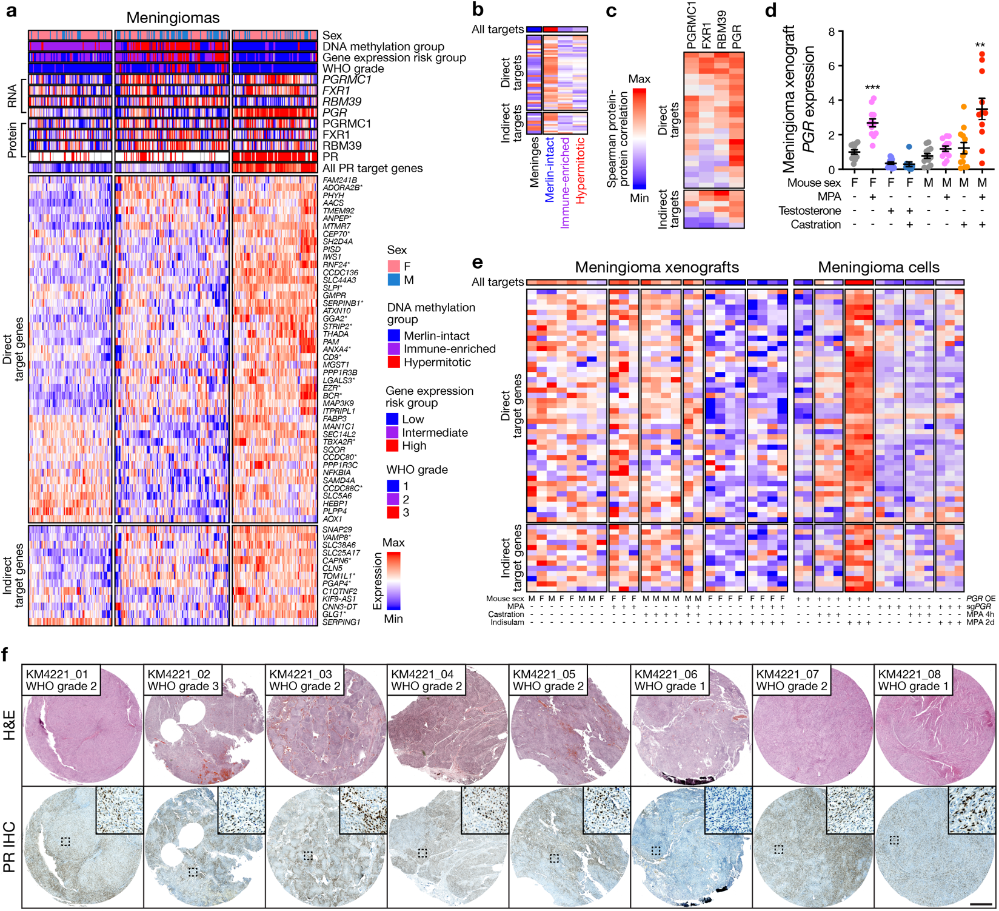 a
Meningiomas
Sex
DNA methylation group
Gene expression risk group
WHO grade
RNA
PGRMC1
FXR1
RBM39
PGR
Protein
PGRMC1
FXR1
RBM39
PR
All PR target genes
Direct
target genes
FAM241B
ADORA2B*
PHYH
AACS
TMEM92
ANPEP*
MTMR7
CEP70*
SH2D4A
PISD
IWS1
RNF24*
CCDC136
SLC44A3
SLPI*
GMPR
SERPINB1*
ATXN10
GGA2*
STRIP2*
THADA
PAM
ANXA4*
CD9*
MGST1
PPP1R3B
LGALS3*
EZR*
BCR*
MAP3K9
ITPRIPL1
FABP3
MAN1C1
SEC14L2
TBXA2R*
SQOR
CCDC80*
PPP1R3C
NFKBIA
SAMD4A
CCDC88C*
SLC5A6
HEBP1
PLPP4
AOX1
Indirect
target genes
SNAP29
VAMP8*
SLC38A6
SLC25A17
CAPN6*
CLN5
TOM1L1*
PGAP4*
C1QTNF2
KIF9-AS1
CNN3-DT
GLG1*
SERPING1
Sex
F
M
DNA methylation
group
Merlin-intact
Immune-enriched
Hypermitotic
Gene expression
risk group
Low
Intermediate
High
WHO grade
1
2
3
Max
Expression
Min
b
All targets
Direct
targets
Indirect
targets
Meninges
Merlin-intact
Immune-enriched
Hypermitotic
c
PGRMC1
FXR1
RBM39
PGR
Max
Spearman protein-
protein correlation
Min
Direct
targets
Indirect
targets
d
Meningioma xenograft
PGR expression
8
6
4
2
0
***
**
Mouse sex F F F F M M M M
MPA - + - - - + - +
Testosterone - - + + - - - -
Castration - - - + - - + +
e
Meningioma xenografts
Meningioma cells
All targets
Direct
target genes
Indirect
target genes
Mouse sex M F M F F M M F F F F M M M M M M F F F F F F F F
MPA - - - - - - - - + + + - - - - + + - - - - + + + +
Castration - - - - - - - - - - - + + + + + + - - - - - - - -
Indisulam - - - - - - - - - - - - - - - - - + + + + + + + +
+ + + + + + + + - - - - - - - - - PGR OE
- - - - - - - - + + + + + + + + + sgPGR
- - + + + - - - - - - + + + - - - MPA 4h
- - - - - + + + - - - - - - + + + MPA 2d
f
H&E
KM4221_01
WHO grade 2
KM4221_02
WHO grade 3
KM4221_03
WHO grade 2
KM4221_04
WHO grade 2
KM4221_05
WHO grade 2
KM4221_06
WHO grade 1
KM4221_07
WHO grade 2
KM4221_08
WHO grade 1
PR IHC